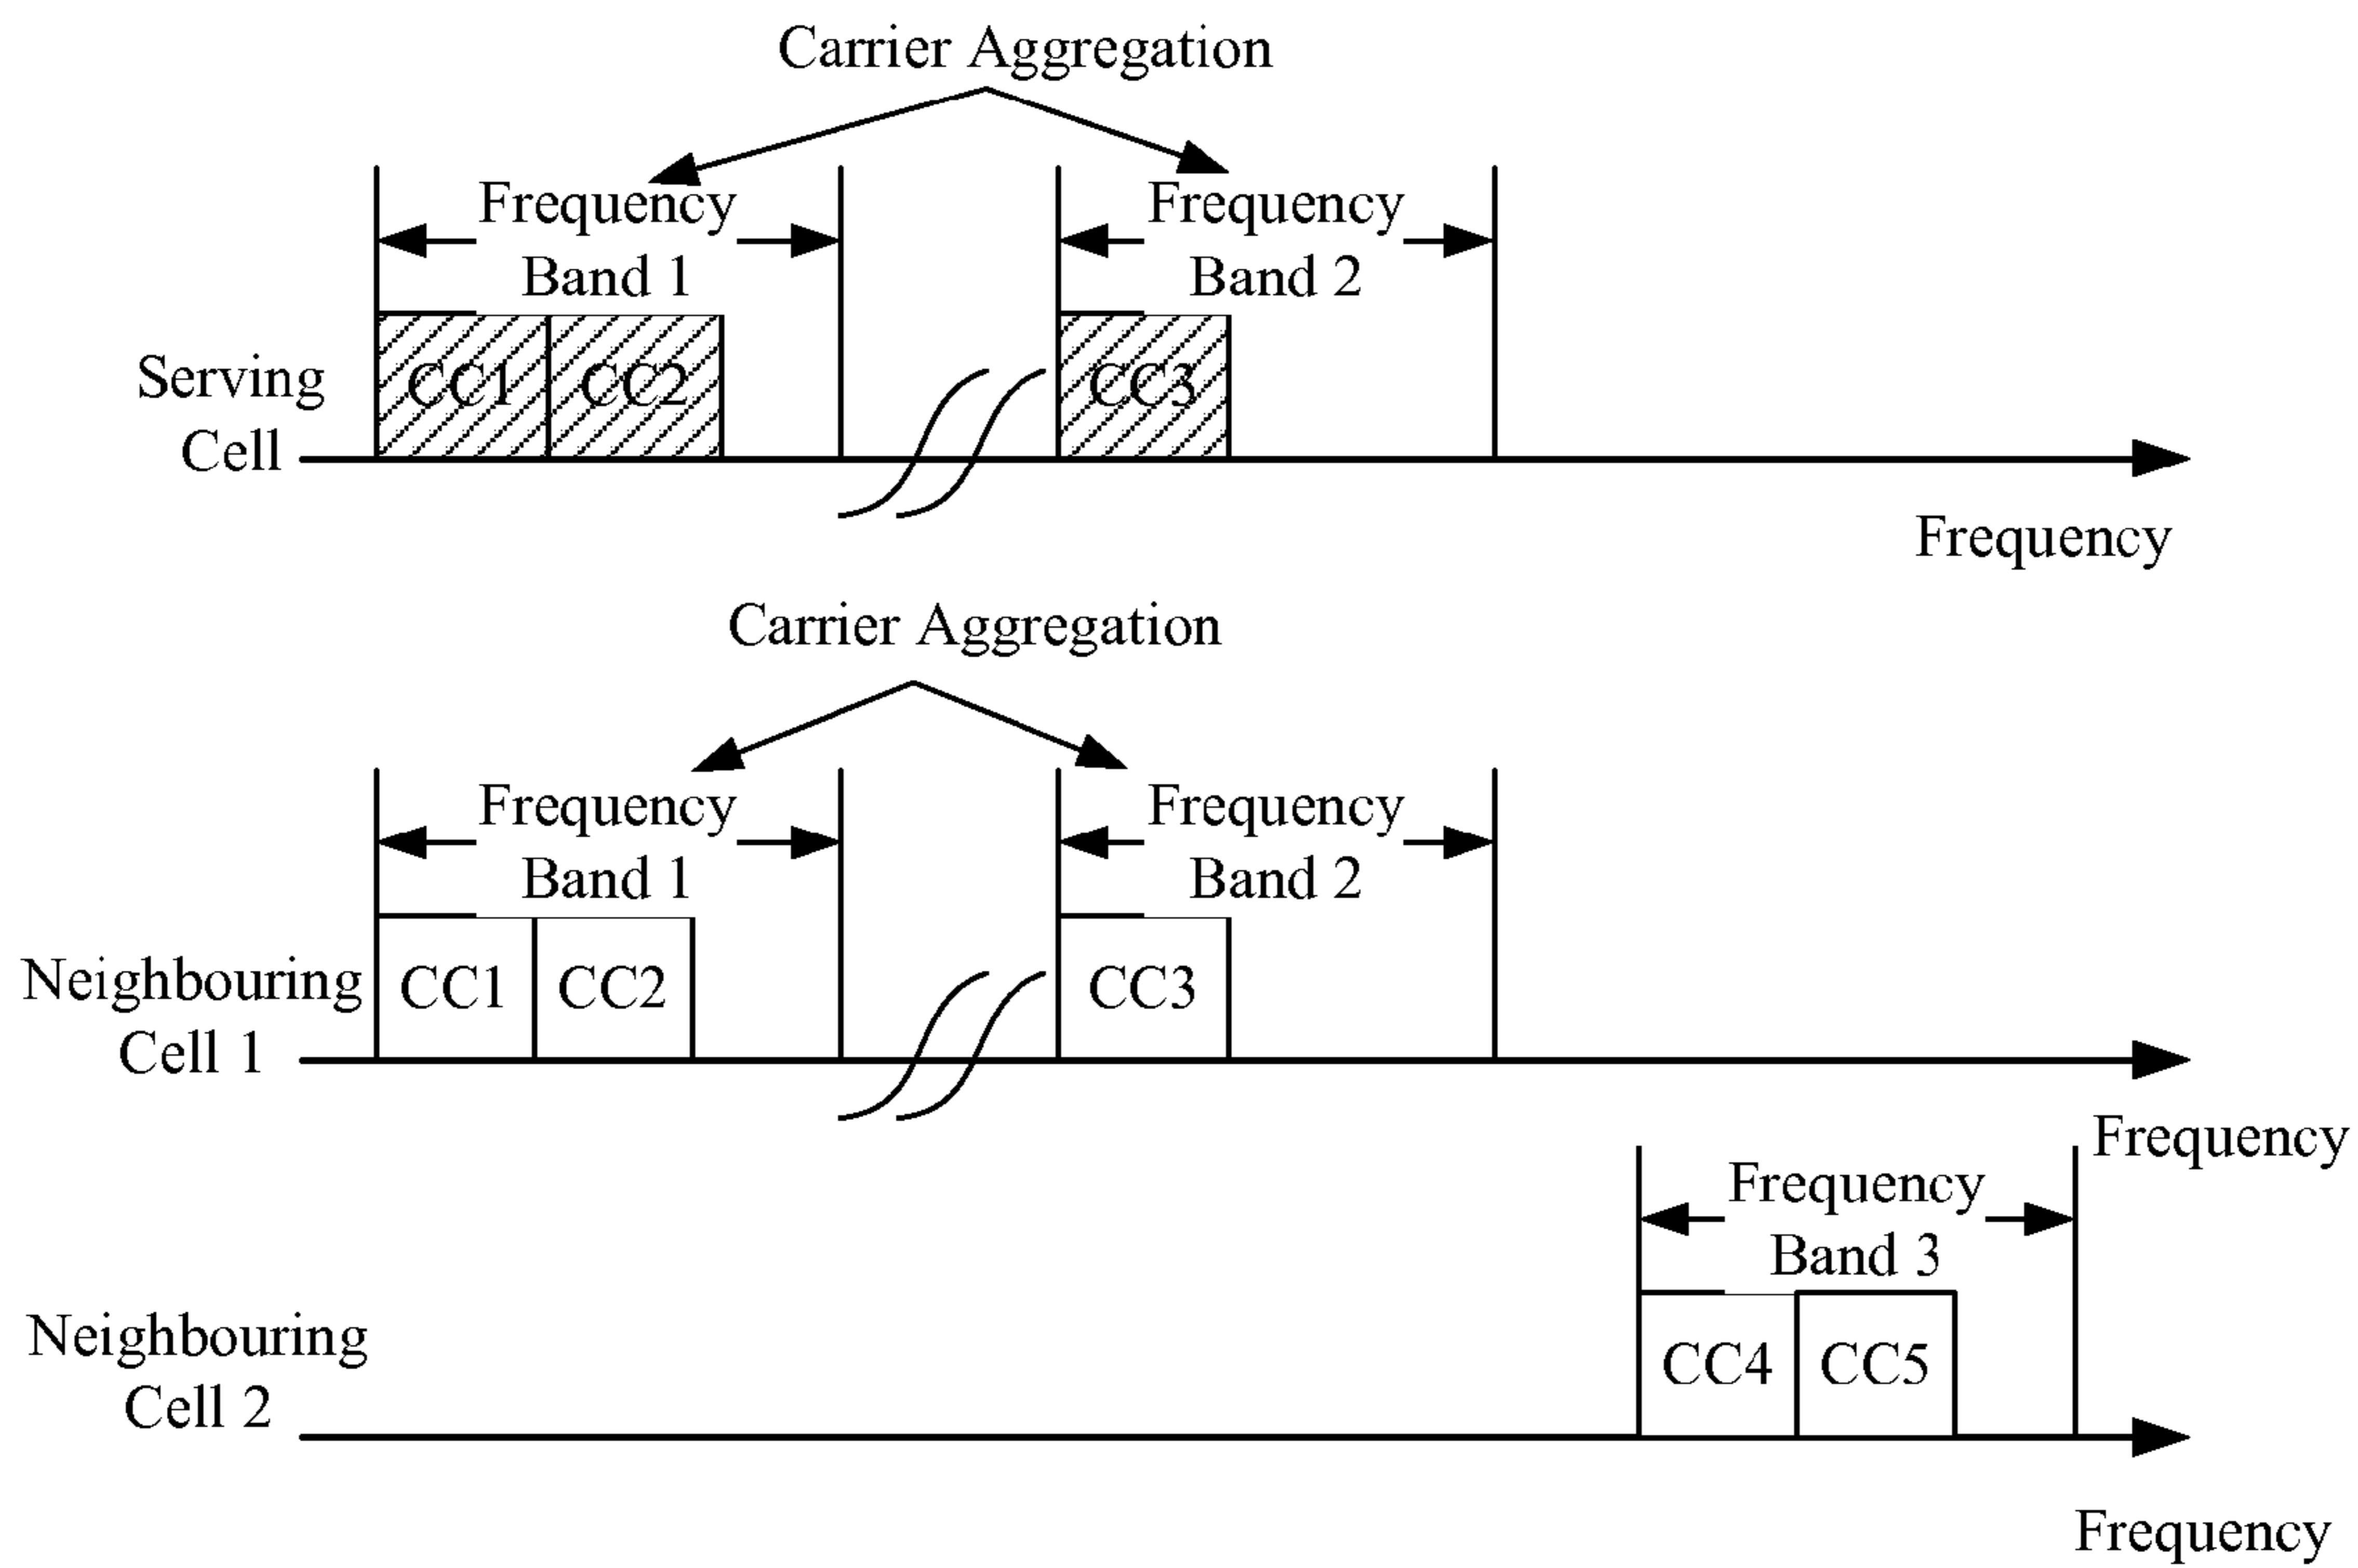 Carrier Aggregation
Frequency
Band 1
Frequency
Band 2
CC1
CC2
CC3
Serving
Cell
Frequency
Carrier Aggregation
Frequency
Band 1
Frequency
Band 2
CC1
CC2
CC3
Neighbouring
Cell 1
Frequency
Frequency
Band 3
CC4
CC5
Neighbouring
Cell 2
Frequency